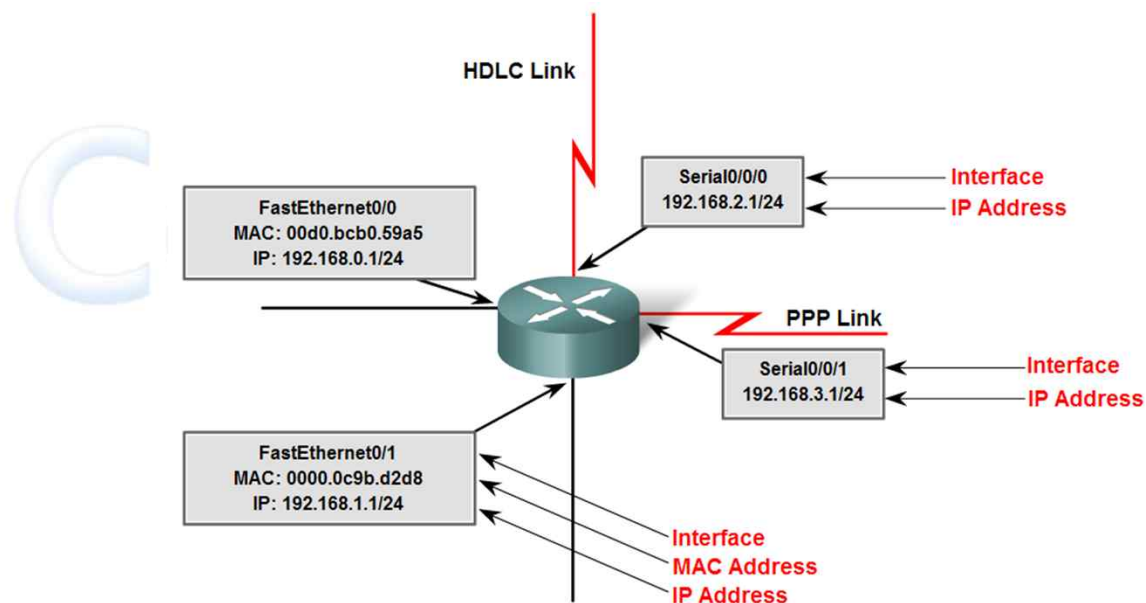 HDLC Link
Serial0/0/0
192.168.2.1/24
Interface
IP Address
FastEthernet0/0
MAC: 00d0.bcb0.59a5
IP: 192.168.0.1/24
PPP Link
Serial0/0/1
192.168.3.1/24
Interface
IP Address
FastEthernet0/1
MAC: 0000.0c9b.d2d8
IP: 192.168.1.1/24
Interface
MAC Address
IP Address
C